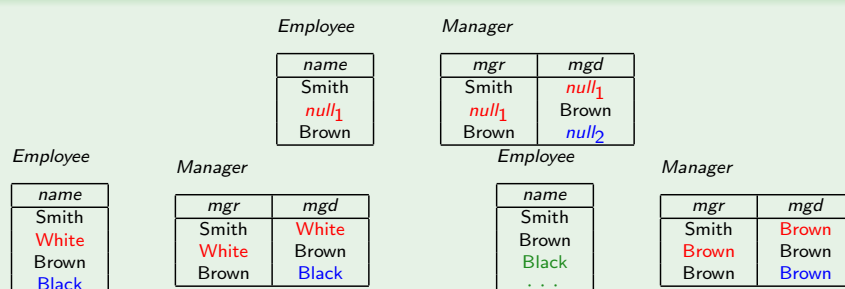 Employee Manager
name mgr mgd
Smith Smith null1
null1 null1 Brown
Brown Brown null2
Employee Manager Employee Manager
name mgr mgd name mgr mgd
Smith Smith White Smith Smith Brown
White White Brown Brown Brown Brown
Brown Brown Black Black Brown Brown
Black . . .